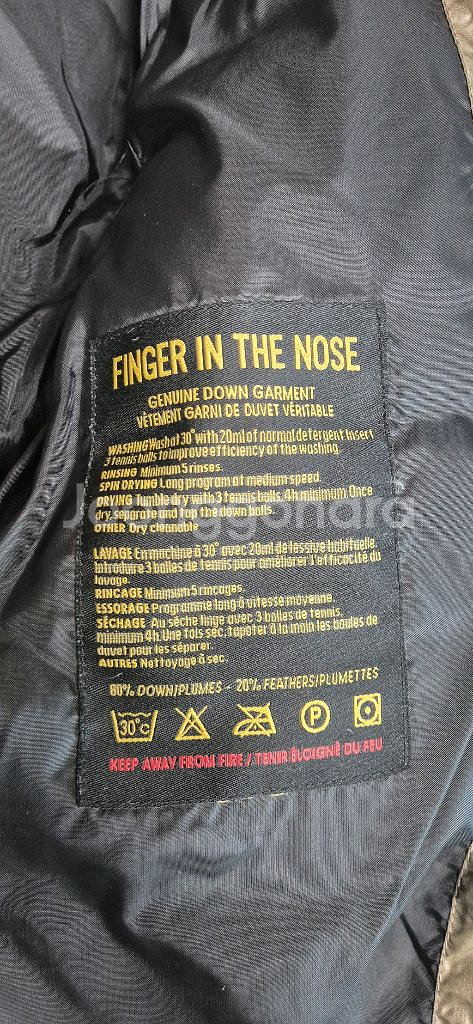 FINGER IN THE NOSE
GENUINE DOWN GARMENT
VÊTEMENT GARNI DE DUVET VÉRITABLE
WASHING Wash at 30° with 20ml of normal detergent Insert
3 tennis balls to improve efficiency of the washing.
RINSING Minimum 5 rinses.
SPIN DRYING Long program at medium speed.
DRYING Tumble dry with 3 tennis balls, 4h minimum. Once
dry, separate and tap the down balls.
OTHER Dry cleanable
LAVAGE En machine à 30° avec 20ml de lessive habituelle.
Introduire 3 balles de tennis pour améliorer l'efficacité du
lavage.
RINCAGE Minimum 5 rincages.
ESSORAGE Programme long à vitesse moyenne.
SÉCHAGE Au sèche linge avec 3 balles de tennis,
minimum 4h. Une fois sec, tapoter à la main les boules de
duvet pour les séparer.
AUTRES Nettoyage à sec.
80% DOWN/PLUMES - 20% FEATHERS/PLUMETTES
30°c P
KEEP AWAY FROM FIRE / TENIR ÉLOIGNÉ DU FEU